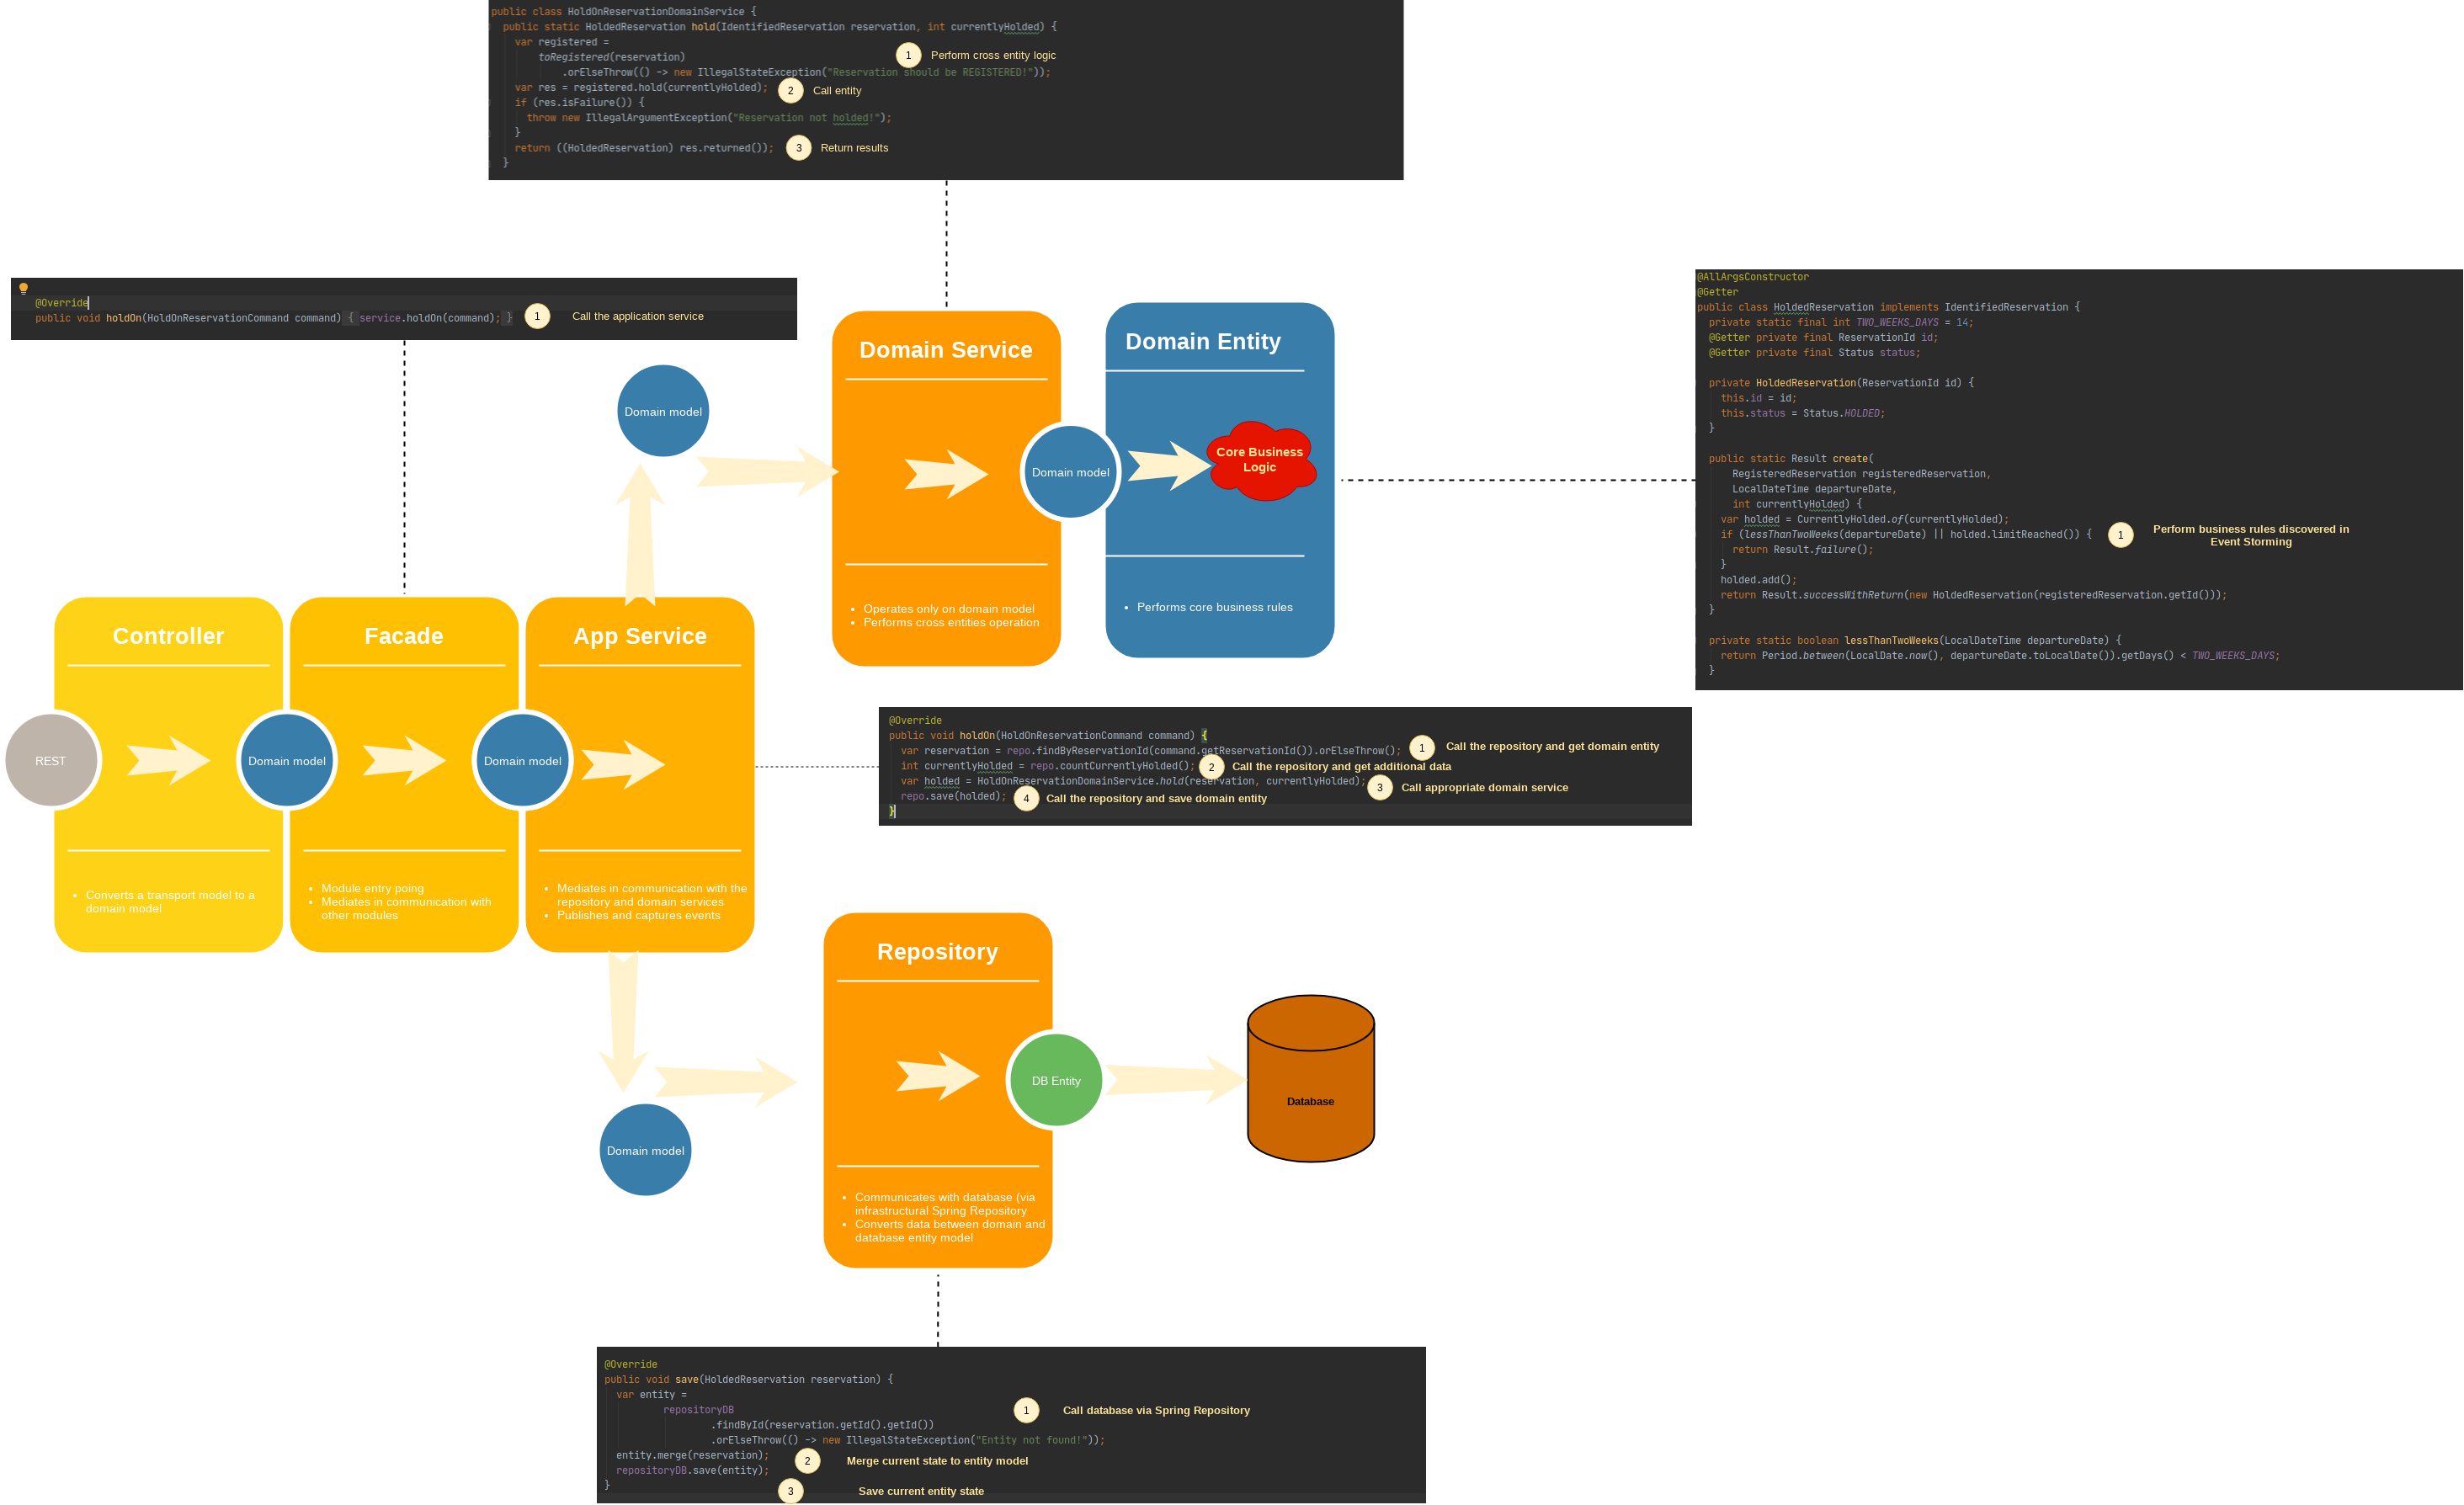 public class HoldOnReservationDomainService {
public static HoldedReservation hold(IdentifiedReservation reservation, int currentlyHolded) {
var registered =
toRegistered(reservation)
.orElseThrow(() -> new IllegalStateException("Reservation should be REGISTERED!"));
var res = registered.hold(currentlyHolded);
if (res.isFailure()) {
throw new IllegalArgumentException("Reservation not holded!");
}
return ((HoldedReservation) res.returned());
}
1 Perform cross entity logic
2 Call entity
3 Return results
@Override
public void holdOn(HoldOnReservationCommand command) { service.holdOn(command); }
1 Call the application service
Domain model
Domain Service
Domain model
Operates only on domain model
Performs cross entities operation
Domain Entity
Core Business
Logic
Performs core business rules
@AllArgsConstructor
@Getter
public class HoldedReservation implements IdentifiedReservation {
private static final int TWO_WEEKS_DAYS = 14;
@Getter private final ReservationId id;
@Getter private final Status status;
private HoldedReservation(ReservationId id) {
this.id = id;
this.status = Status.HOLDED;
}
public static Result create(
RegisteredReservation registeredReservation,
LocalDateTime departureDate,
int currentlyHolded) {
var holded = CurrentlyHolded.of(currentlyHolded);
if (lessThanTwoWeeks(departureDate) || holded.limitReached()) {
return Result.failure();
}
holded.add();
return Result.successWithReturn(new HoldedReservation(registeredReservation.getId()));
}
private static boolean lessThanTwoWeeks(LocalDateTime departureDate) {
return Period.between(LocalDate.now(), departureDate.toLocalDate()).getDays() < TWO_WEEKS_DAYS;
}
1 Perform business rules discovered in
Event Storming
Controller
REST
Converts a transport model to a
domain model
Facade
Domain model
Module entry poing
Mediates in communication with
other modules
App Service
Domain model
Mediates in communication with the
repository and domain services
Publishes and captures events
@Override
public void holdOn(HoldOnReservationCommand command) {
var reservation = repo.findByReservationId(command.getReservationId()).orElseThrow();
int currentlyHolded = repo.countCurrentlyHolded();
var holded = HoldOnReservationDomainService.hold(reservation, currentlyHolded);
repo.save(holded);
}
1 Call the repository and get domain entity
2 Call the repository and get additional data
3 Call appropriate domain service
4 Call the repository and save domain entity
Domain model
Repository
DB Entity
Communicates with database (via
infrastructural Spring Repository
Converts data between domain and
database entity model
Database
@Override
public void save(HoldedReservation reservation) {
var entity =
repositoryDB
.findById(reservation.getId().getId())
.orElseThrow(() -> new IllegalStateException("Entity not found!"));
entity.merge(reservation);
repositoryDB.save(entity);
}
1 Call database via Spring Repository
2 Merge current state to entity model
3 Save current entity state